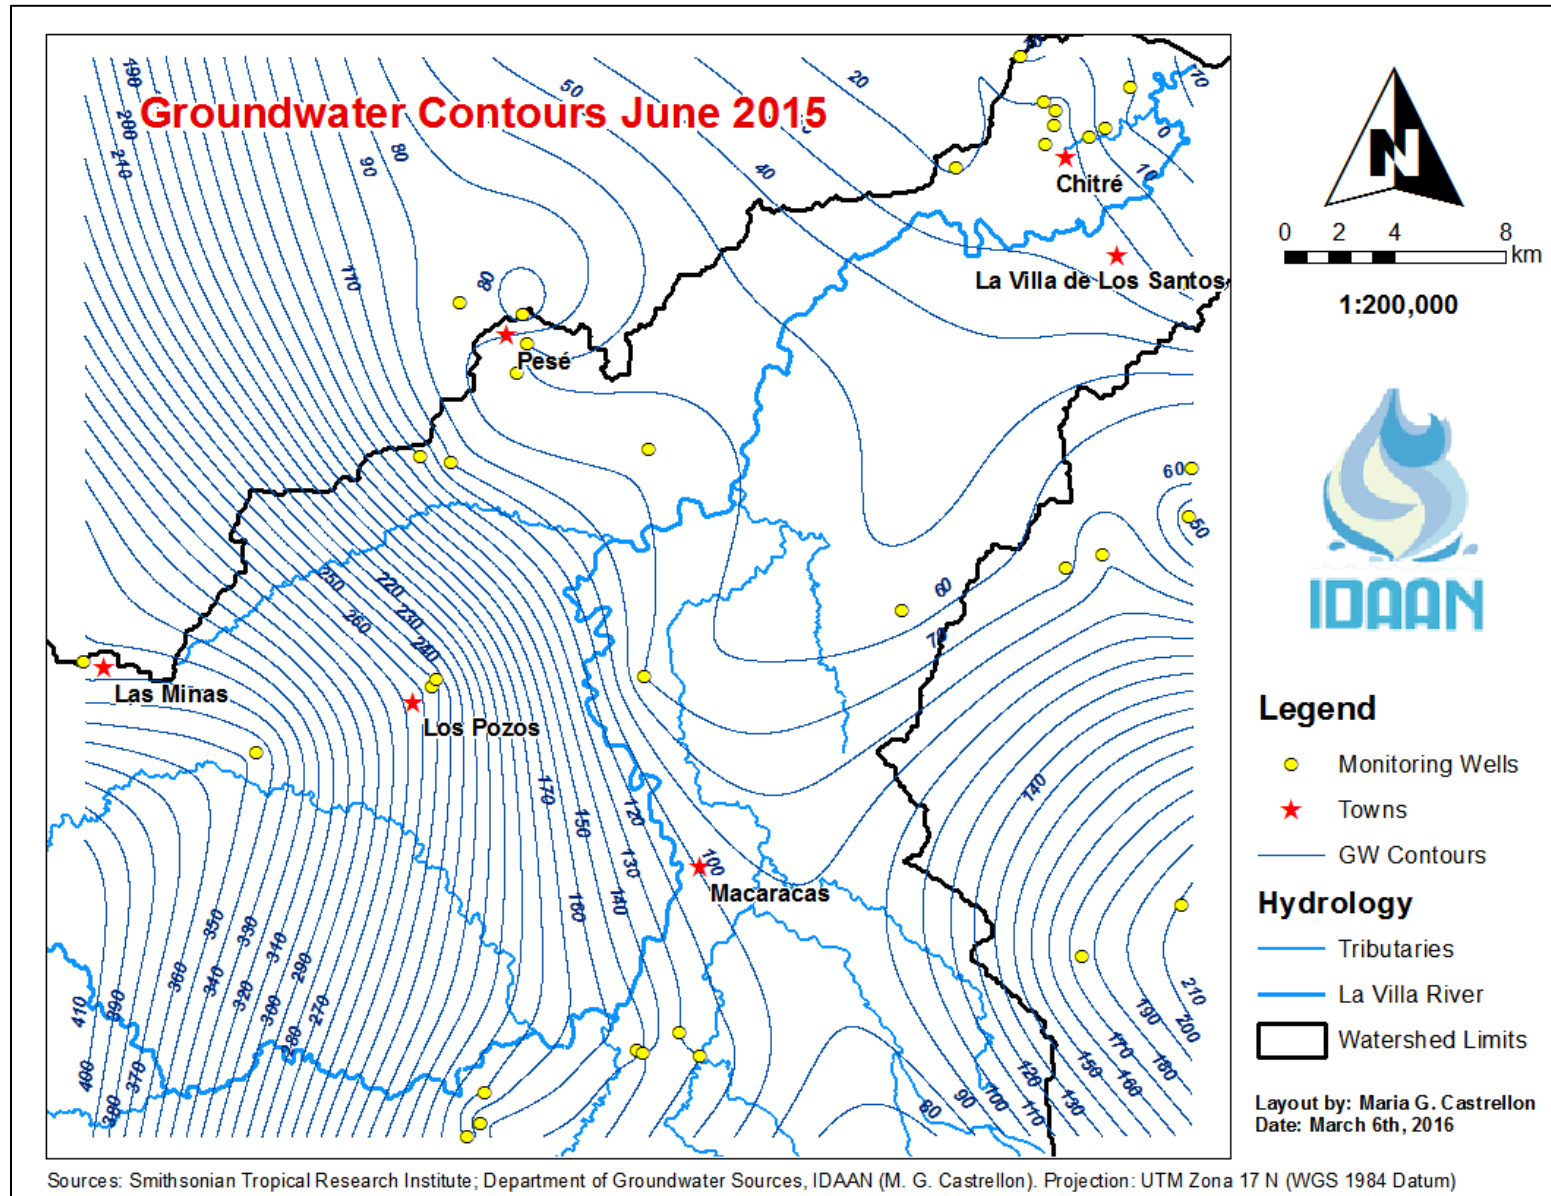 Groundwater Contours June 2015
190
200
210
90
80
50
20
40
10
0
10
170
80
Chitré
La Villa de Los Santos
Pesé
60
50
60
70
250
220
230
260
240
Las Minas
Los Pozos
140
170
150
120
130
100
160
140
Macaracas
350
330
340
290
360
340
320
300
280
270
410
390
400
370
380
210
190
200
170
180
150
160
120
130
110
100
90
80
N
0 2 4 8
km
1:200,000
IDAAN
Legend
Monitoring Wells
Towns
GW Contours
Hydrology
Tributaries
La Villa River
Watershed Limits
Layout by: Maria G. Castrellon
Date: March 6th, 2016
Sources: Smithsonian Tropical Research Institute; Department of Groundwater Sources, IDAAN (M. G. Castrellon). Projection: UTM Zona 17 N (WGS 1984 Datum)